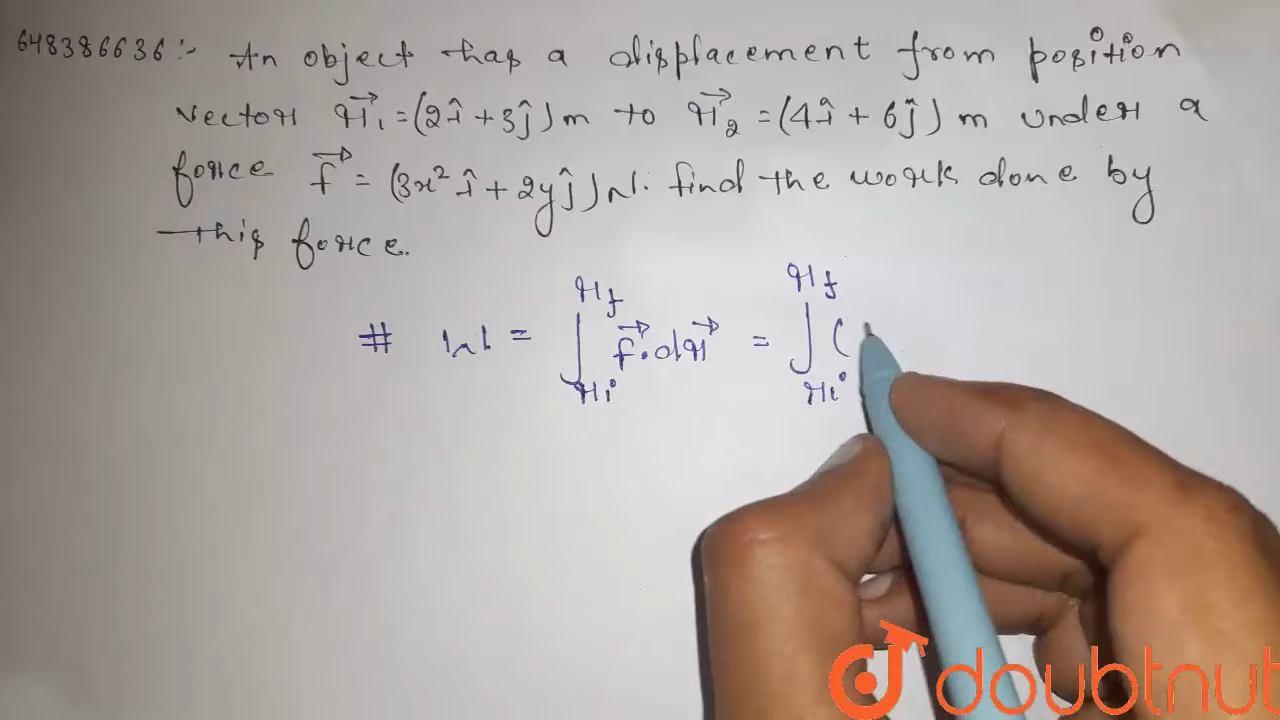 648386636:- An object has a displacement from position
vector r⃗₁ = (2î + 3ĵ) m to r⃗₂ = (4î + 6ĵ) m under a
force f⃗ = (3x² î + 2yĵ) N. find the work done by
this force.
# W = ∫_{ri}^{rf} f⃗.dr⃗ = ∫_{ri}^{rf} (
doubtnut